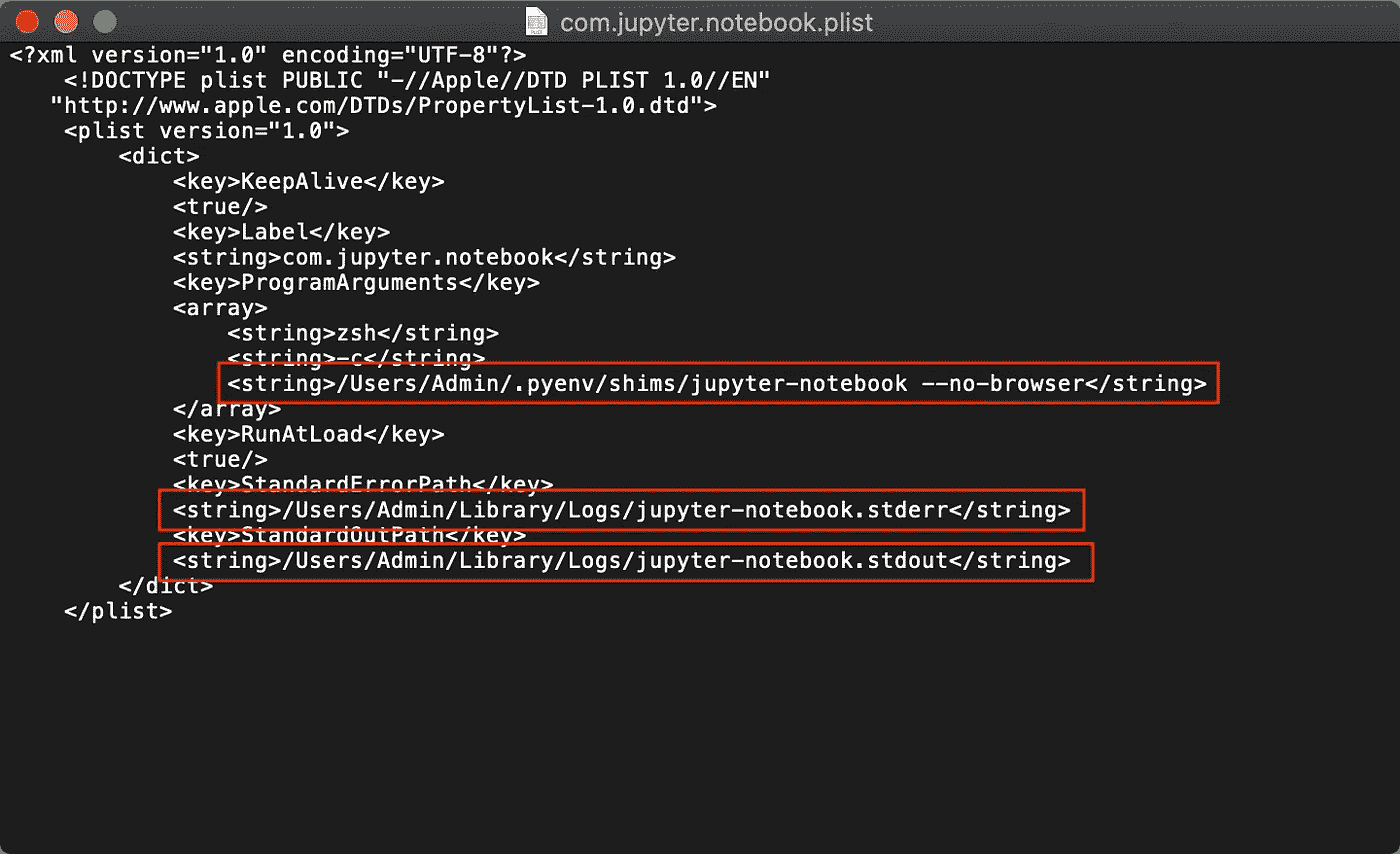 com.jupyter.notebook.plist
<?xml version="1.0" encoding="UTF-8"?>
    <!DOCTYPE plist PUBLIC "-//Apple//DTD PLIST 1.0//EN"
   "http://www.apple.com/DTDs/PropertyList-1.0.dtd">
    <plist version="1.0">
        <dict>
            <key>KeepAlive</key>
            <true/>
            <key>Label</key>
            <string>com.jupyter.notebook</string>
            <key>ProgramArguments</key>
            <array>
                <string>zsh</string>
                <string>-c</string>
                <string>/Users/Admin/.pyenv/shims/jupyter-notebook --no-browser</string>
            </array>
            <key>RunAtLoad</key>
            <true/>
            <key>StandardErrorPath</key>
            <string>/Users/Admin/Library/Logs/jupyter-notebook.stderr</string>
            <key>StandardOutPath</key>
            <string>/Users/Admin/Library/Logs/jupyter-notebook.stdout</string>
        </dict>
    </plist>